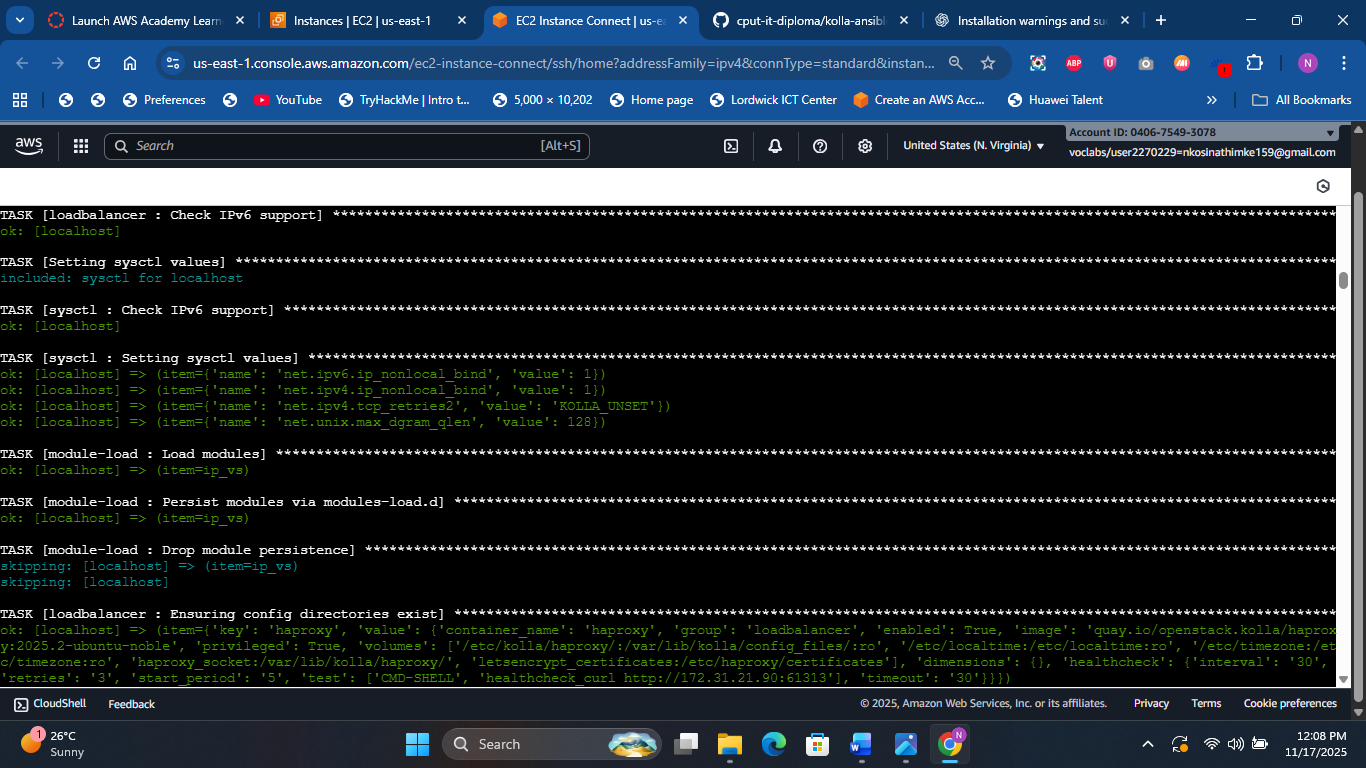 Launch AWS Academy Learn
Instances | EC2 | us-east-1
EC2 Instance Connect | us-ea
cput-it-diploma/kolla-ansibl
Installation warnings and su
us-east-1.console.aws.amazon.com/ec2-instance-connect/ssh/home?addressFamily=ipv4&connType=standard&instan...
ABP
N
Preferences
YouTube
TryHackMe | Intro t...
5,000 × 10,202
Home page
Lordwick ICT Center
Create an AWS Acc...
Huawei Talent
»
All Bookmarks
aws
Search
[Alt+S]
United States (N. Virginia)
Account ID: 0406-7549-3078
voclabs/user2270229=nkosinathimke159@gmail.com
TASK [loadbalancer : Check IPv6 support] ****************************************************************************************************************************
ok: [localhost]
TASK [Setting sysctl values] ****************************************************************************************************************************************
included: sysctl for localhost
TASK [sysctl : Check IPv6 support] **********************************************************************************************************************************
ok: [localhost]
TASK [sysctl : Setting sysctl values] *******************************************************************************************************************************
ok: [localhost] => (item={'name': 'net.ipv6.ip_nonlocal_bind', 'value': 1})
ok: [localhost] => (item={'name': 'net.ipv4.ip_nonlocal_bind', 'value': 1})
ok: [localhost] => (item={'name': 'net.ipv4.tcp_retries2', 'value': 'KOLLA_UNSET'})
ok: [localhost] => (item={'name': 'net.unix.max_dgram_qlen', 'value': 128})
TASK [module-load : Load modules] ***********************************************************************************************************************************
ok: [localhost] => (item=ip_vs)
TASK [module-load : Persist modules via modules-load.d] *************************************************************************************************************
ok: [localhost] => (item=ip_vs)
TASK [module-load : Drop module persistence] ************************************************************************************************************************
skipping: [localhost] => (item=ip_vs)
skipping: [localhost]
TASK [loadbalancer : Ensuring config directories exist] *************************************************************************************************************
ok: [localhost] => (item={'key': 'haproxy', 'value': {'container_name': 'haproxy', 'group': 'loadbalancer', 'enabled': True, 'image': 'quay.io/openstack.kolla/haprox
y:2025.2-ubuntu-noble', 'privileged': True, 'volumes': ['/etc/kolla/haproxy/:/var/lib/kolla/config_files/:ro', '/etc/localtime:/etc/localtime:ro', '/etc/timezone:/et
c/timezone:ro', 'haproxy_socket:/var/lib/kolla/haproxy/', 'letsencrypt_certificates:/etc/haproxy/certificates'], 'dimensions': {}, 'healthcheck': {'interval': '30',
'retries': '3', 'start_period': '5', 'test': ['CMD-SHELL', 'healthcheck_curl http://172.31.21.90:61313'], 'timeout': '30'}}})
CloudShell
Feedback
© 2025, Amazon Web Services, Inc. or its affiliates.
Privacy
Terms
Cookie preferences
1
26°C
Sunny
Search
N
12:08 PM
11/17/2025